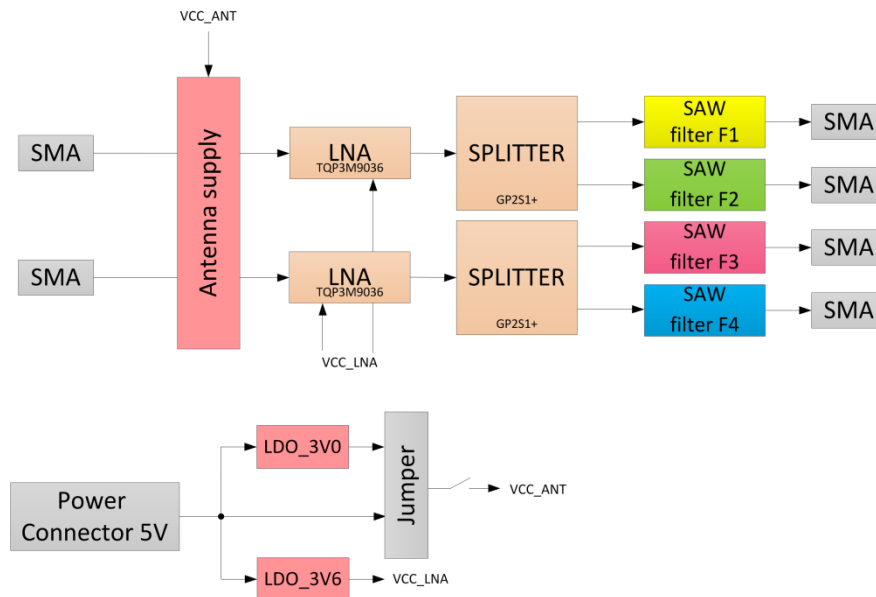 VCC_ANT
SMA
SMA
Antenna supply
LNA
TQP3M9036
LNA
TQP3M9036
VCC_LNA
SPLITTER
GP2S1+
SPLITTER
GP2S1+
SAW
filter F1
SAW
filter F2
SAW
filter F3
SAW
filter F4
SMA
SMA
SMA
SMA
Power
Connector 5V
LDO_3V0
LDO_3V6
Jumper
VCC_ANT
VCC_LNA